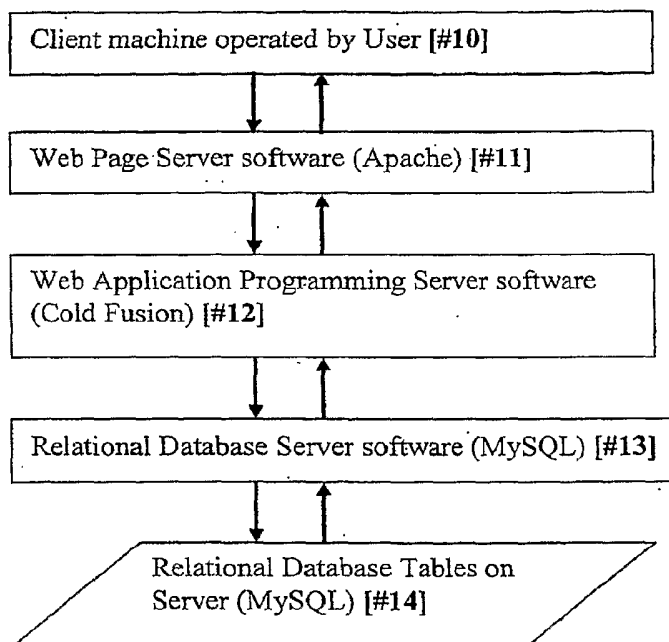 Client machine operated by User [#10]
Web Page Server software (Apache) [#11]
Web Application Programming Server software
(Cold Fusion) [#12]
Relational Database Server software (MySQL) [#13]
Relational Database Tables on
Server (MySQL) [#14]